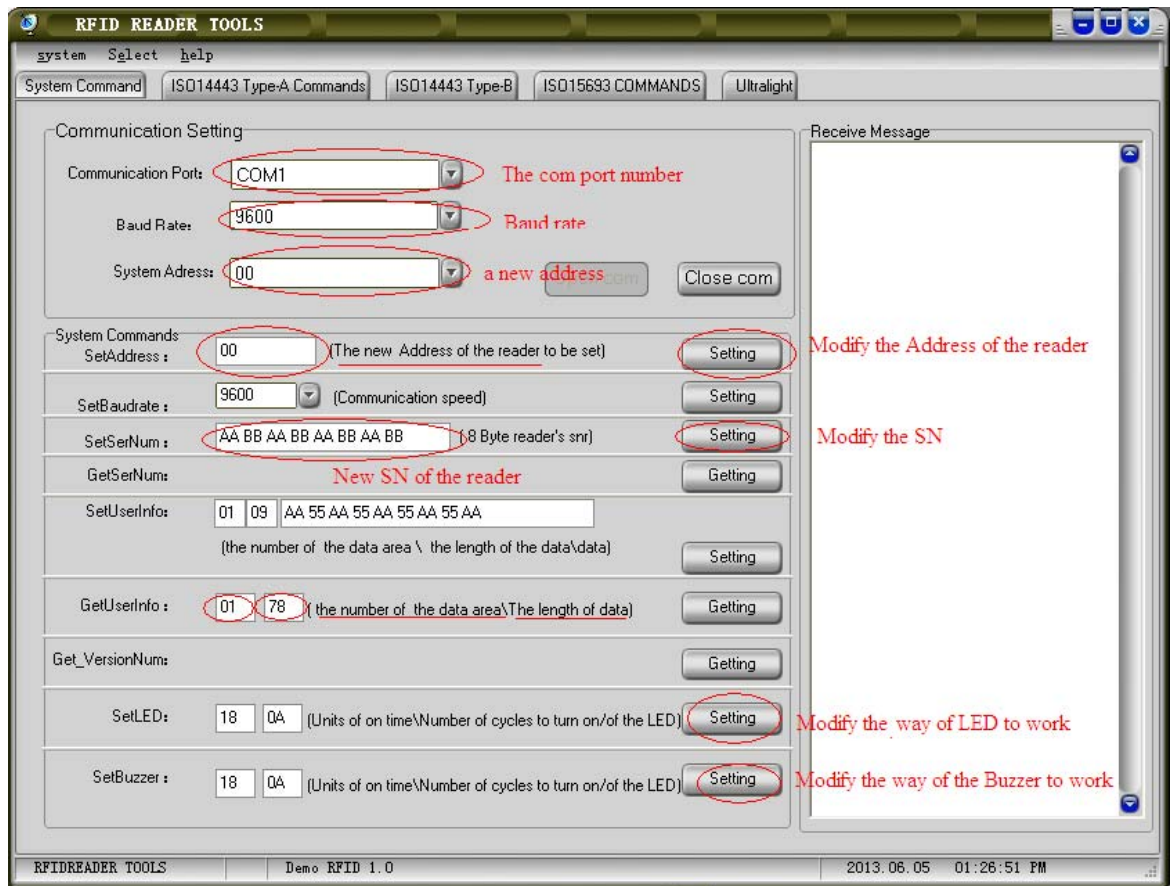 RFID READER TOOLS
system Select help
System Command ISO14443 Type-A Commands ISO14443 Type-B ISO15693 COMMANDS Ultralight
Communication Setting
Receive Message
Communication Port: COM1 The com port number
Baud Rate: 9600 Baud rate
System Adress: 00 a new address Close com
System Commands
SetAddress : 00 (The new Address of the reader to be set) Setting Modify the Address of the reader
SetBaudrate : 9600 (Communication speed) Setting
SetSerNum : AA BB AA BB AA BB AA BB ( 8 Byte reader's snr) Setting Modify the SN
GetSerNum: New SN of the reader Getting
SetUserInfo: 01 09 AA 55 AA 55 AA 55 AA 55 AA
(the number of the data area \ the length of the data\data) Setting
GetUserInfo : 01 78 ( the number of the data area\The length of data) Getting
Get_VersionNum: Getting
SetLED: 18 0A (Units of on time\Number of cycles to turn on/of the LED) Setting Modify the way of LED to work
SetBuzzer : 18 0A (Units of on time\Number of cycles to turn on/of the LED) Setting Modify the way of the Buzzer to work
RFIDREADER TOOLS Demo RFID 1.0 2013.06.05 01:26:51 PM